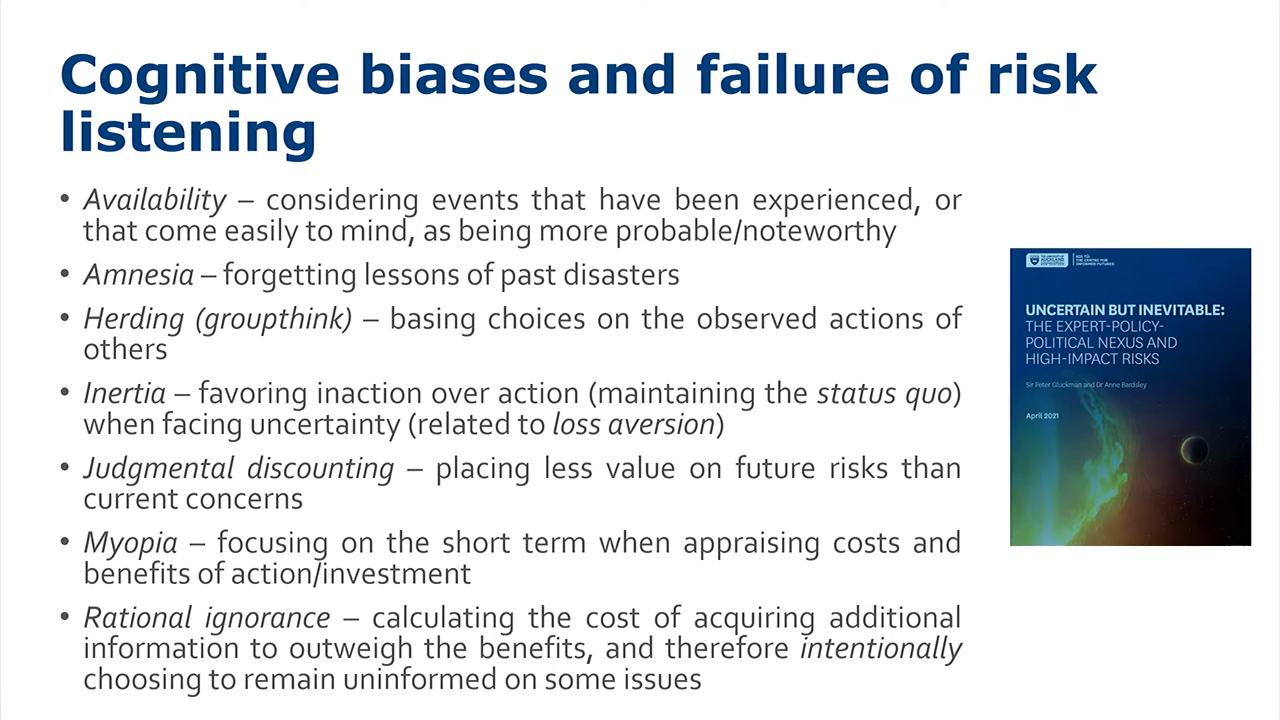 Cognitive biases and failure of risk
listening
• Availability – considering events that have been experienced, or
that come easily to mind, as being more probable/noteworthy
• Amnesia – forgetting lessons of past disasters
• Herding (groupthink) – basing choices on the observed actions of
others
• Inertia – favoring inaction over action (maintaining the status quo)
when facing uncertainty (related to loss aversion)
• Judgmental discounting – placing less value on future risks than
current concerns
• Myopia – focusing on the short term when appraising costs and
benefits of action/investment
• Rational ignorance – calculating the cost of acquiring additional
information to outweigh the benefits, and therefore intentionally
choosing to remain uninformed on some issues
AUCKLAND
THE CENTRE FOR
INFORMED FUTURES
UNCERTAIN BUT INEVITABLE:
THE EXPERT-POLICY-
POLITICAL NEXUS AND
HIGH-IMPACT RISKS
Sir Peter Gluckman and Dr Anne Bardsley
April 2021